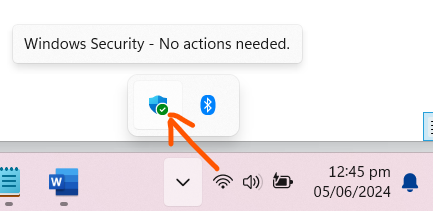 Windows Security - No actions needed.
W
12:45 pm
05/06/2024